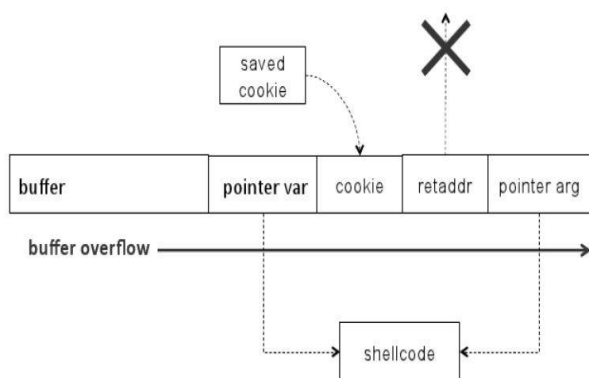 saved
cookie
buffer
pointer var
cookie
retaddr
pointer arg
buffer overflow
shellcode